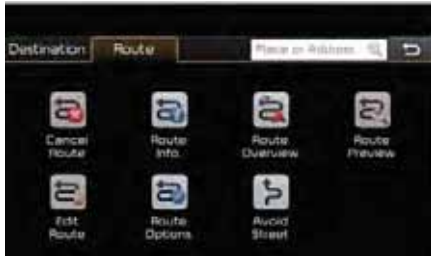 Destination Route Place or Address
Cancel Route Route Route
Route Info. Overview Preview
Edit Route Avoid
Route Options Street